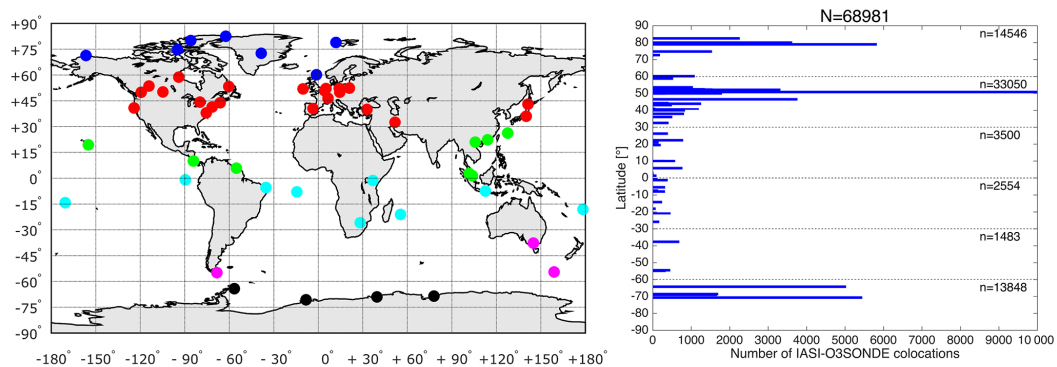 +90°
+75°
+60°
+45°
+30°
+15°
0°
-15°
-30°
-45°
-60°
-75°
-90°
-180° -150° -120° -90° -60° -30° 0° +30° +60° +90° +120° +150° +180°
N=68981
Latitude [°]
90
80
70
60
50
40
30
20
10
0
-10
-20
-30
-40
-50
-60
-70
-80
-90
n=14546
n=33050
n=3500
n=2554
n=1483
n=13848
0 1000 2000 3000 4000 5000 6000 7000 8000 9000 10 000
Number of IASI-O3SONDE colocations